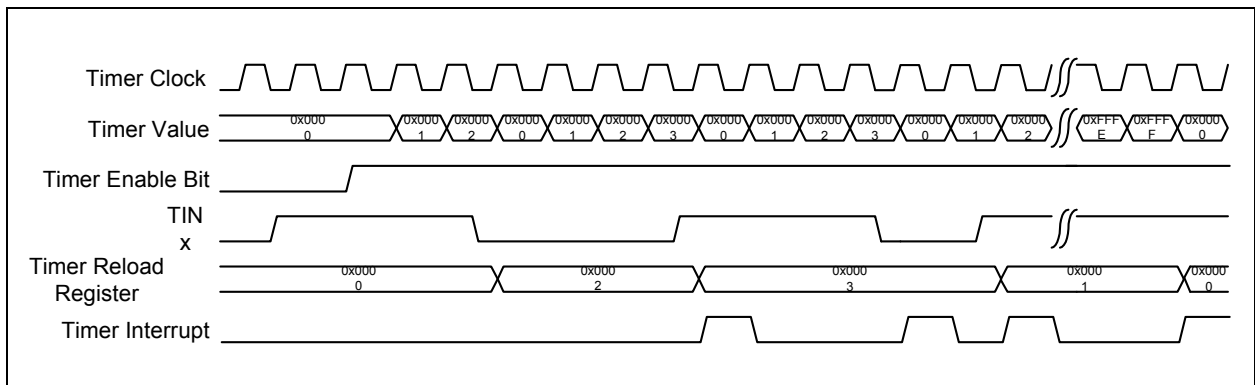 Timer Clock
Timer Value
0x000 0x000 0x000 0x000 0x000 0x000 0x000 0x000 0x000 0x000 0x000 0x000 0x000 0x000 0xFFF 0xFFF 0x000
0 1 2 0 1 2 3 0 1 2 3 0 1 2 E F 0
Timer Enable Bit
TIN
x
Timer Reload
Register
0x000 0x000 0x000 0x000 0x000
0 2 3 1 0
Timer Interrupt